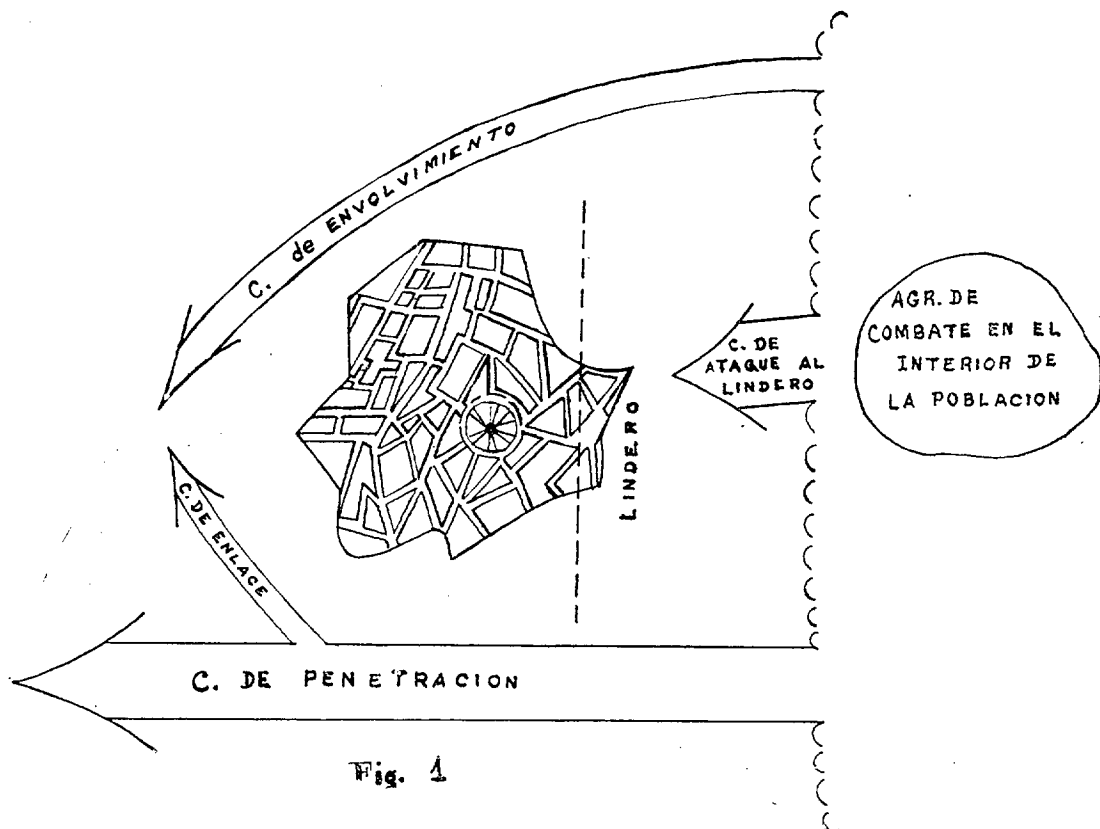 C. de ENVOLVIMIENTO
AGR. DE
COMBATE EN EL
INTERIOR DE
LA POBLACION
C. DE
ATAQUE AL
LINDERO
LINDERO
C. DE ENLACE
C. DE PENETRACION
Fig. 1